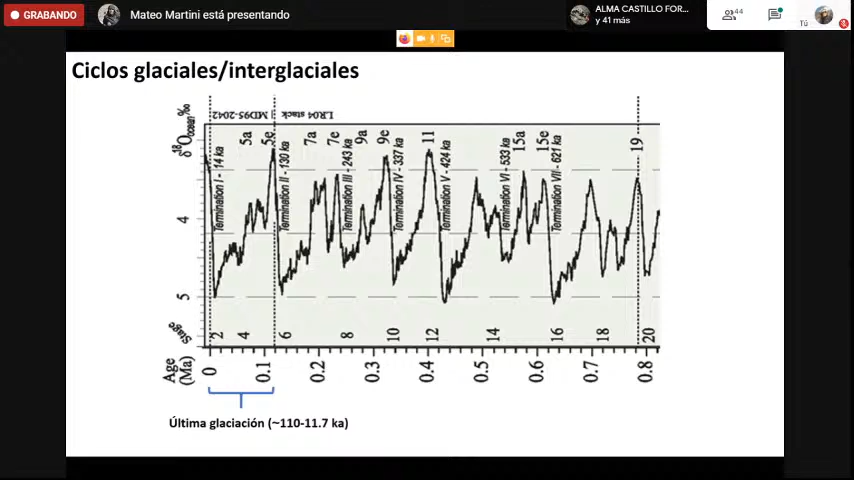 GRABANDO
Mateo Martini está presentando
ALMA CASTILLO FOR...
y 41 más
44
Tú
Ciclos glaciales/interglaciales
MD95-2042 | LR04 stack
δ18Oocean‰
5a 5e 7a 7e 9a 9e 11 15a 15e 19
Termination I - 14 ka
Termination II - 130 ka
Termination III - 243 ka
Termination IV - 337 ka
Termination V - 424 ka
Termination VI - 533 ka
Termination VII - 621 ka
4
5
Stage
2 4 6 8 10 12 14 16 18 20
Age
(Ma)
0 0.1 0.2 0.3 0.4 0.5 0.6 0.7 0.8
Última glaciación (~110-11.7 ka)